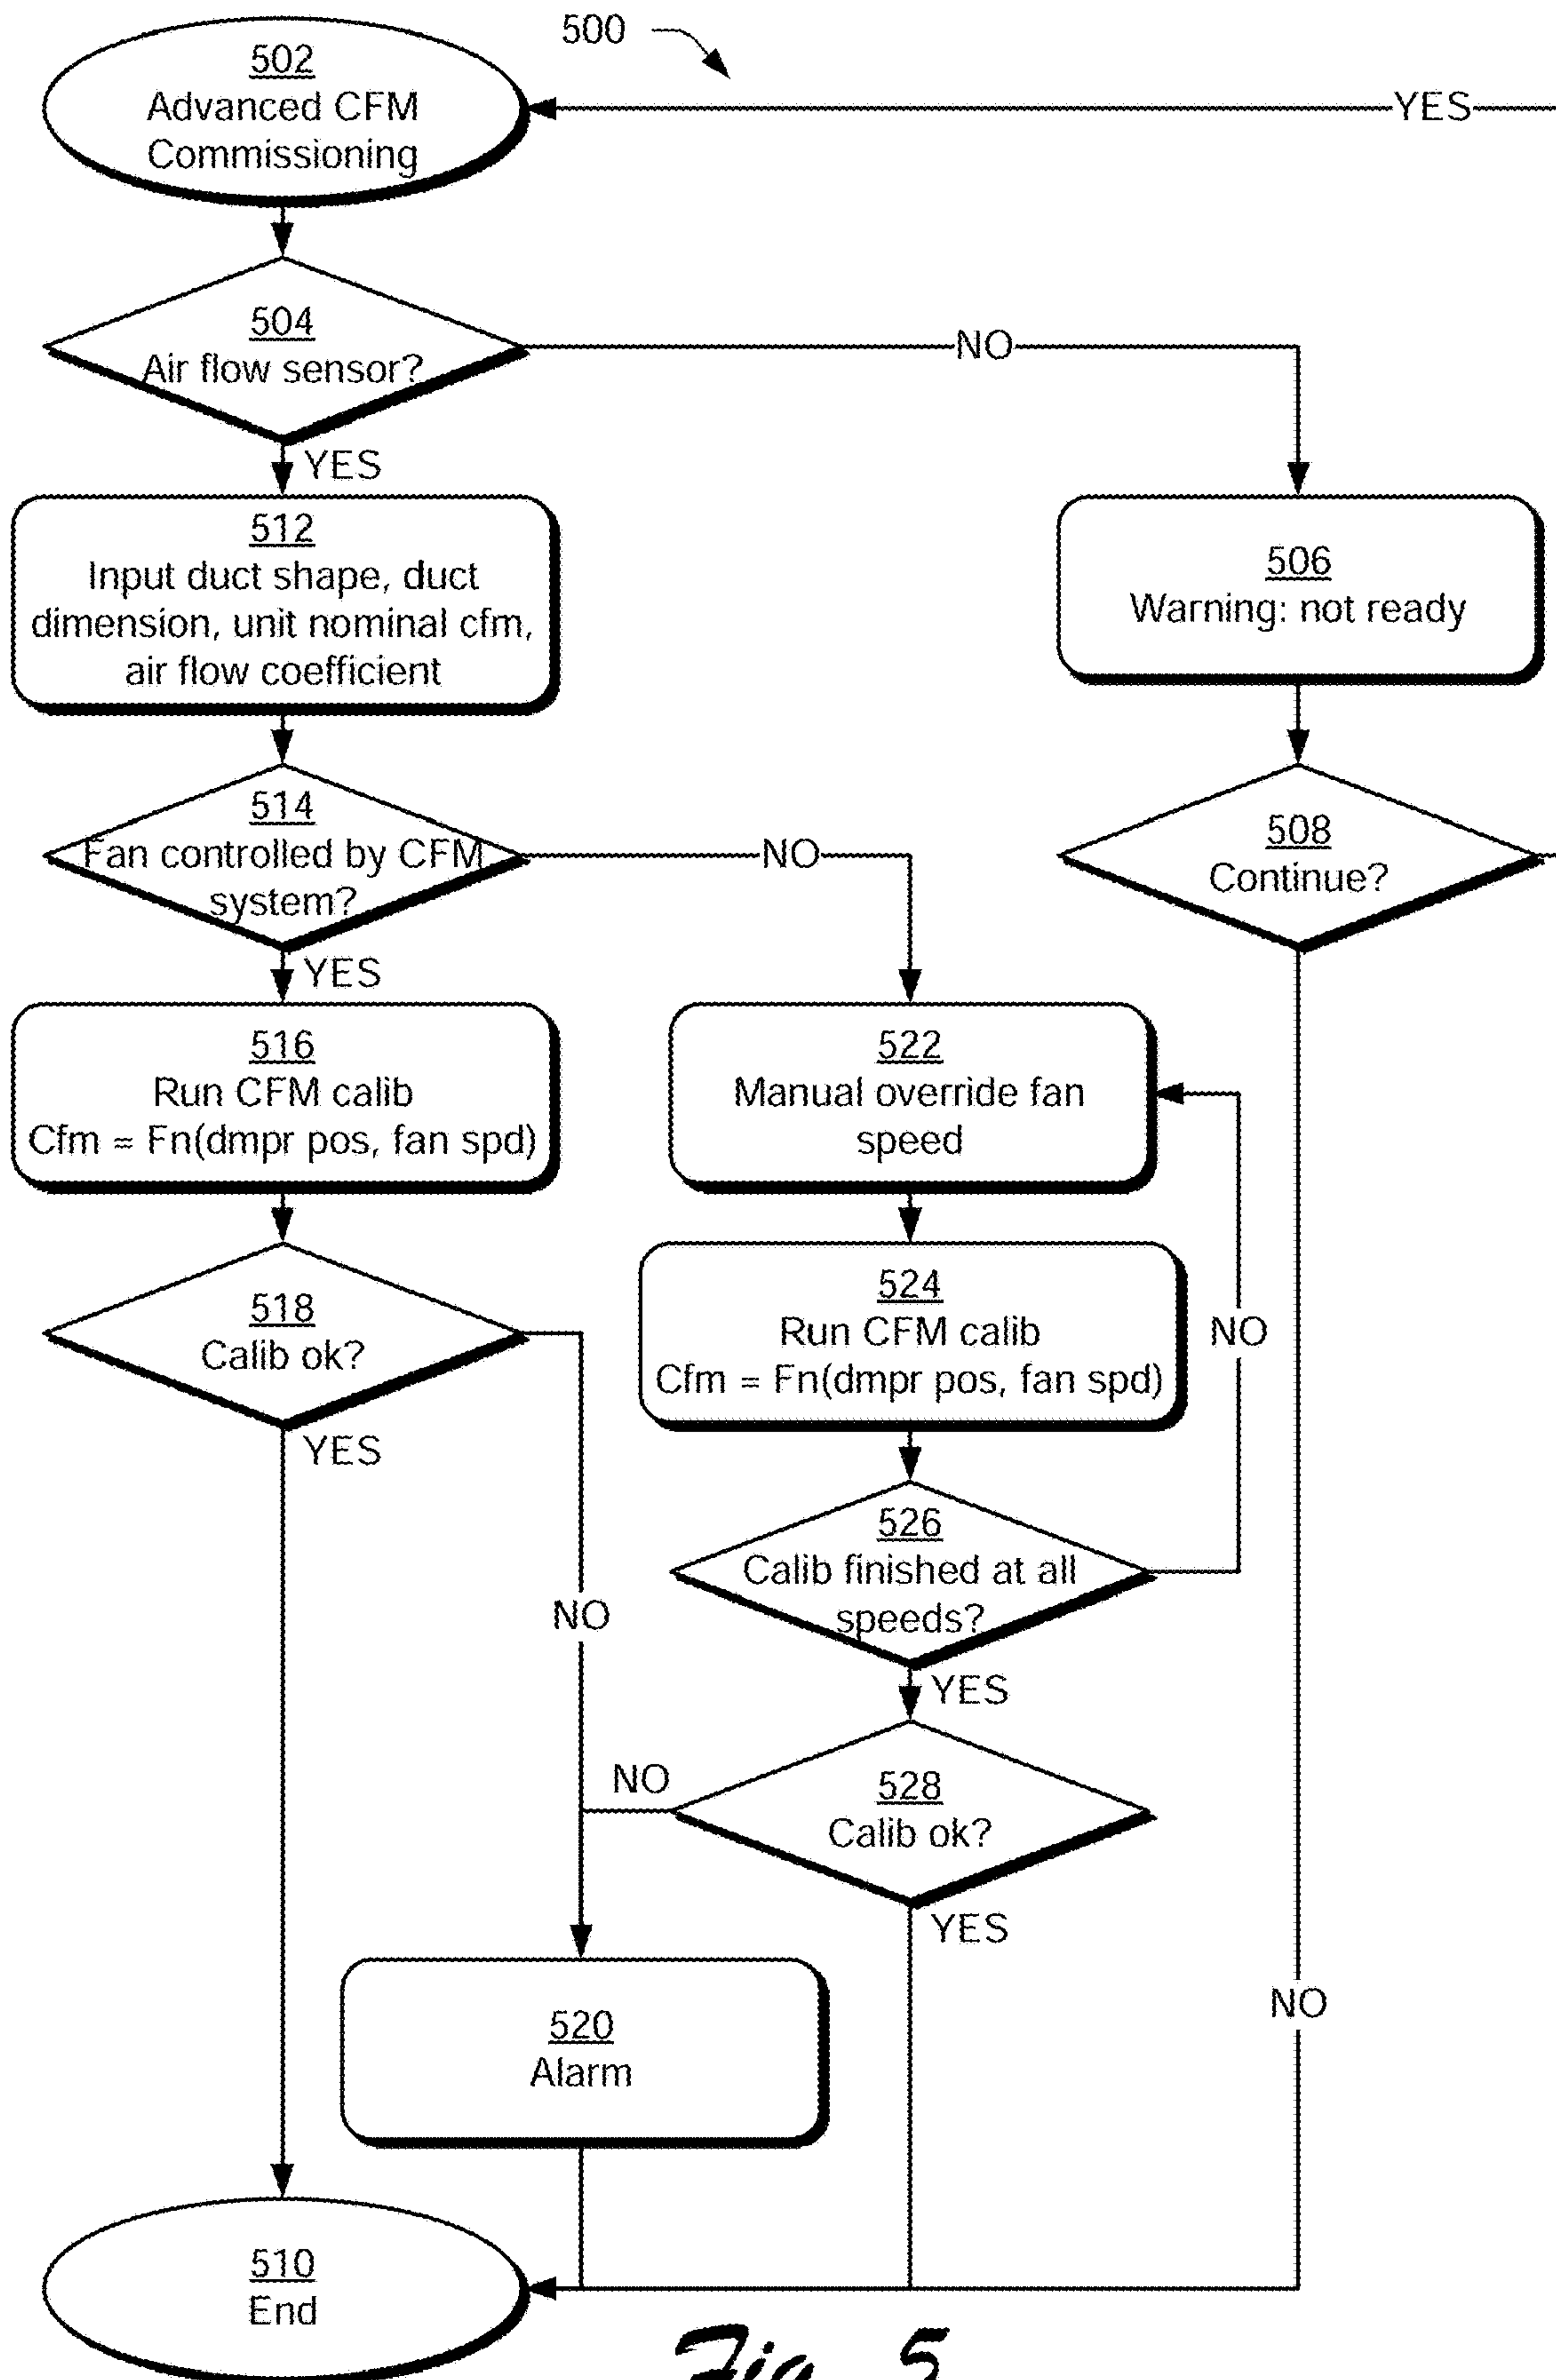 500
502
Advanced CFM
Commissioning
YES
504
Air flow sensor?
NO
YES
512
Input duct shape, duct
dimension, unit nominal cfm,
air flow coefficient
506
Warning: not ready
514
Fan controlled by CFM
system?
NO
508
Continue?
YES
516
Run CFM calib
Cfm = Fn(dmpr pos, fan spd)
522
Manual override fan
speed
518
Calib ok?
524
Run CFM calib
Cfm = Fn(dmpr pos, fan spd)
NO
YES
NO
526
Calib finished at all
speeds?
YES
NO
528
Calib ok?
YES
520
Alarm
NO
510
End
Fig. 5